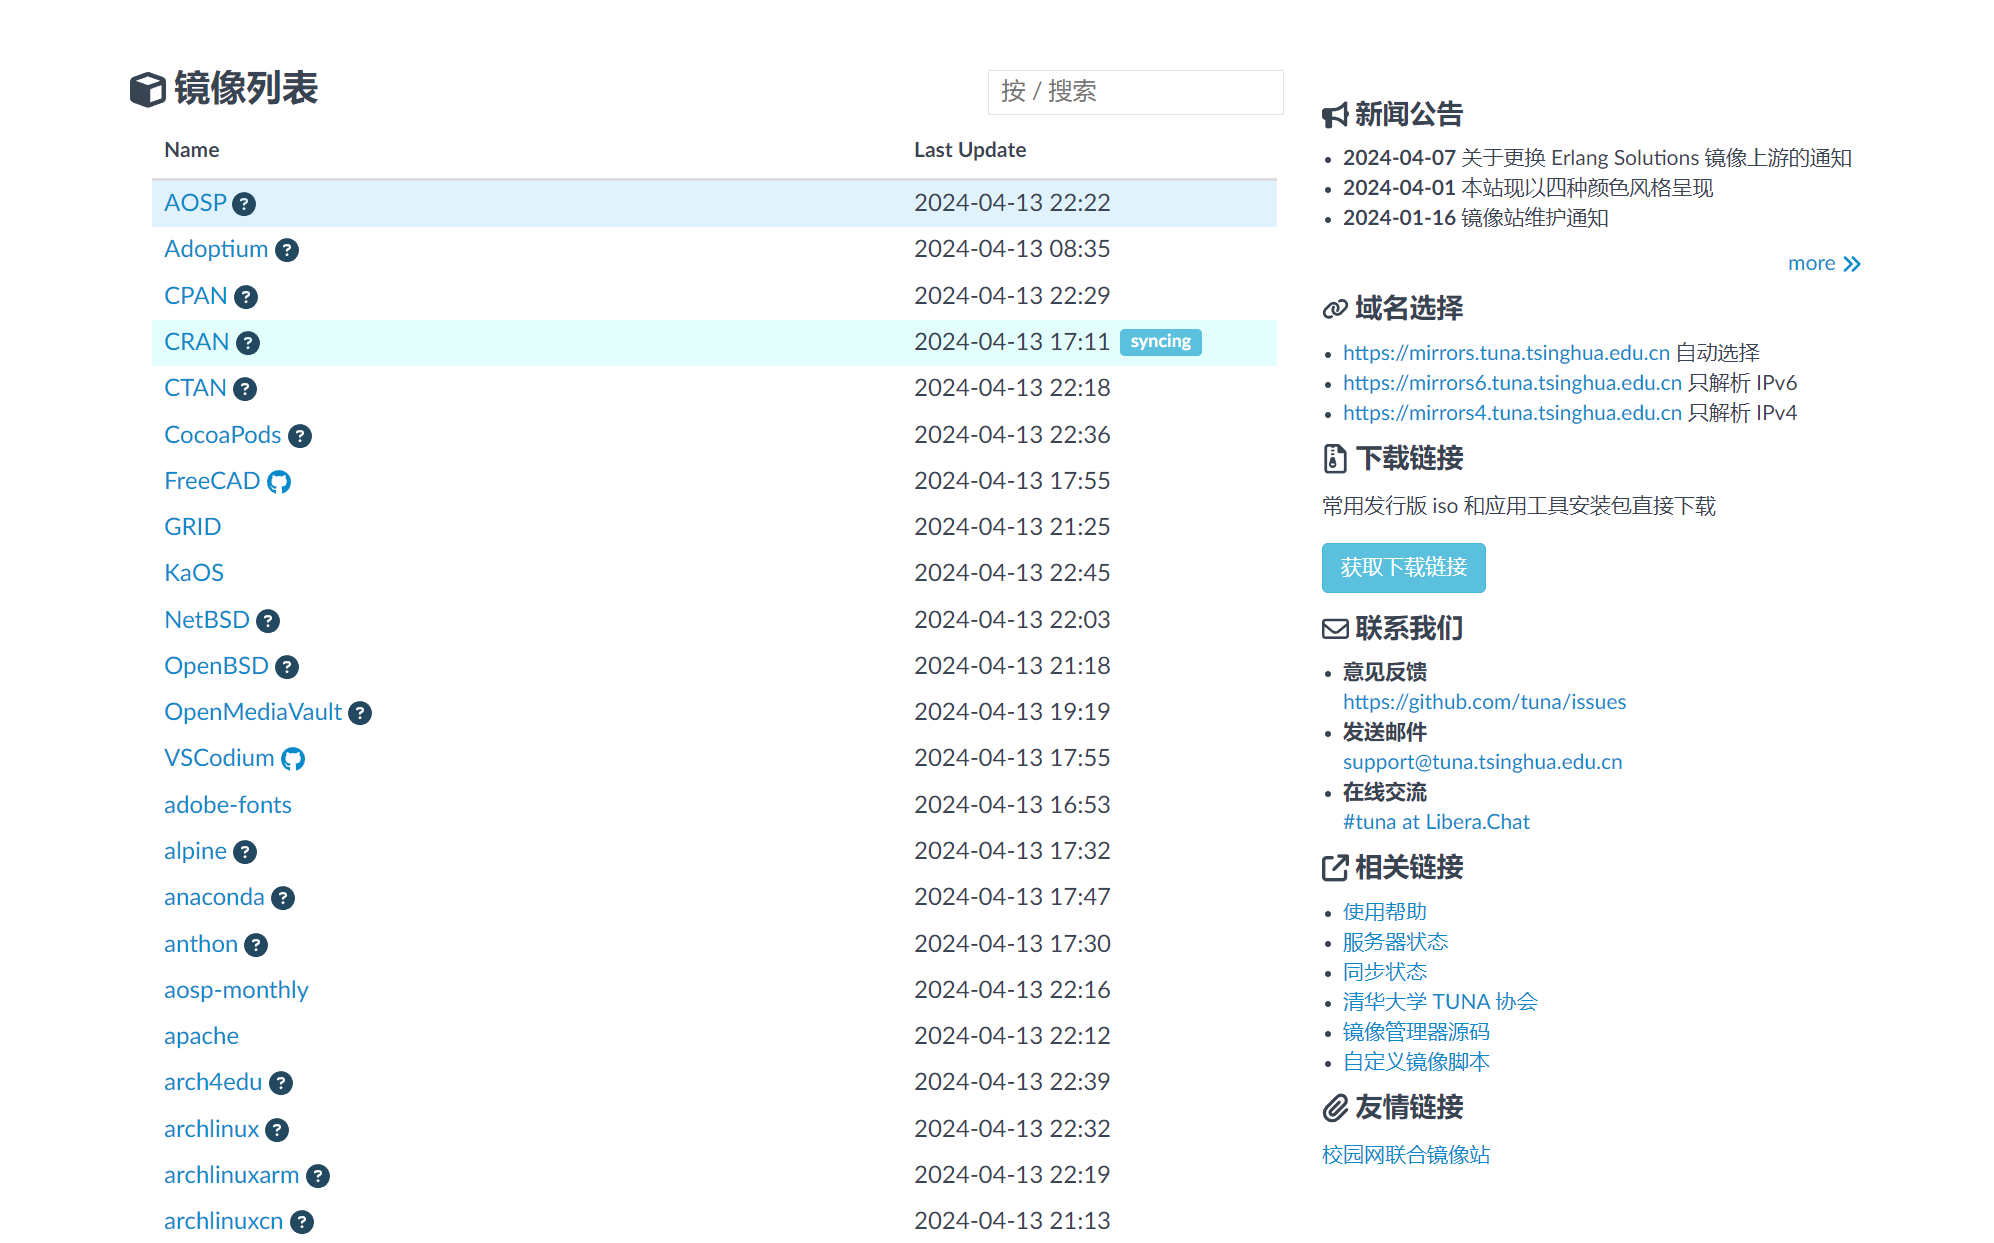 镜像列表
按 / 搜索
Name Last Update
AOSP 2024-04-13 22:22
Adoptium 2024-04-13 08:35
CPAN 2024-04-13 22:29
CRAN 2024-04-13 17:11 syncing
CTAN 2024-04-13 22:18
CocoaPods 2024-04-13 22:36
FreeCAD 2024-04-13 17:55
GRID 2024-04-13 21:25
KaOS 2024-04-13 22:45
NetBSD 2024-04-13 22:03
OpenBSD 2024-04-13 21:18
OpenMediaVault 2024-04-13 19:19
VSCodium 2024-04-13 17:55
adobe-fonts 2024-04-13 16:53
alpine 2024-04-13 17:32
anaconda 2024-04-13 17:47
anthon 2024-04-13 17:30
aosp-monthly 2024-04-13 22:16
apache 2024-04-13 22:12
arch4edu 2024-04-13 22:39
archlinux 2024-04-13 22:32
archlinuxarm 2024-04-13 22:19
archlinuxcn 2024-04-13 21:13
新闻公告
2024-04-07 关于更换 Erlang Solutions 镜像上游的通知
2024-04-01 本站现以四种颜色风格呈现
2024-01-16 镜像站维护通知
more
域名选择
https://mirrors.tuna.tsinghua.edu.cn 自动选择
https://mirrors6.tuna.tsinghua.edu.cn 只解析 IPv6
https://mirrors4.tuna.tsinghua.edu.cn 只解析 IPv4
下载链接
常用发行版 iso 和应用工具安装包直接下载
获取下载链接
联系我们
意见反馈
https://github.com/tuna/issues
发送邮件
support@tuna.tsinghua.edu.cn
在线交流
#tuna at Libera.Chat
相关链接
使用帮助
服务器状态
同步状态
清华大学 TUNA 协会
镜像管理器源码
自定义镜像脚本
友情链接
校园网联合镜像站